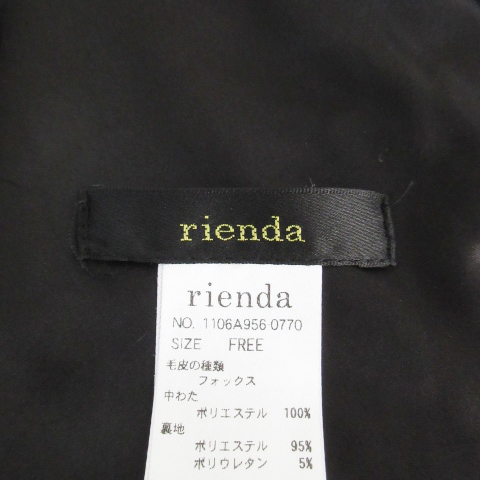 rienda
rienda
NO. 1106A956-0770
SIZE FREE
毛皮の種類
フォックス
中わた
ポリエステル 100%
裏地
ポリエステル 95%
ポリウレタン 5%